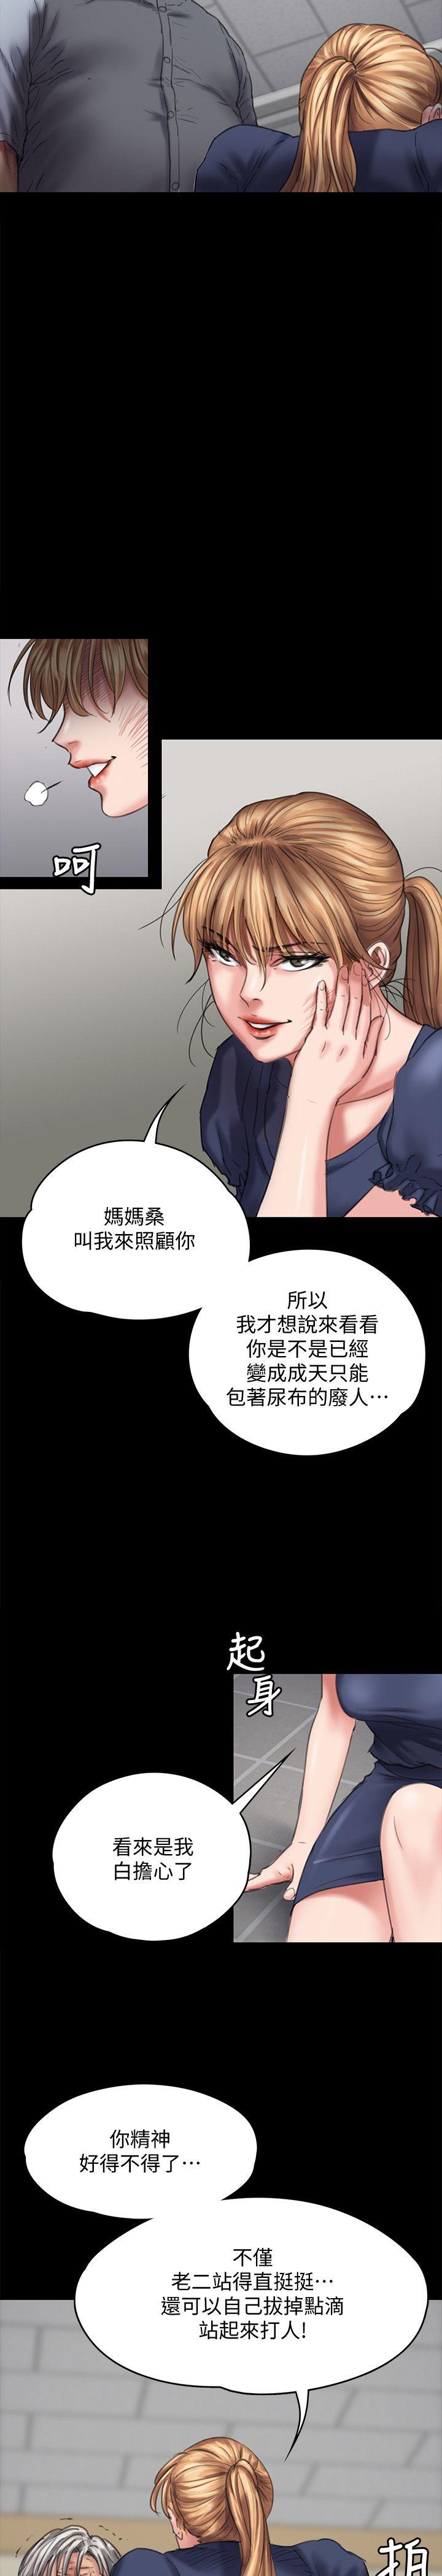 呵
媽媽桑
叫我來照顧你
所以
我才想說來看看
你是不是已經
變成成天只能
包著尿布的廢人⋯
起身
看來是我
白擔心了
你精神
好得不得了⋯
不僅
老二站得直挺挺⋯
還可以自己拔掉點滴
站起來打人!
拍